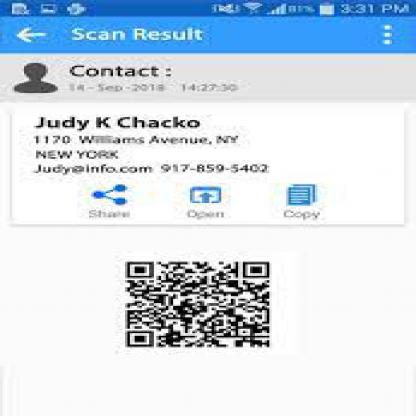 81% 3:31 PM
Scan Result
Contact :
14-Sep-2018 14:27:30
Judy K Chacko
1170 Williams Avenue, NY
NEW YORK
Judy@info.com 917-859-5402
Share Open Copy